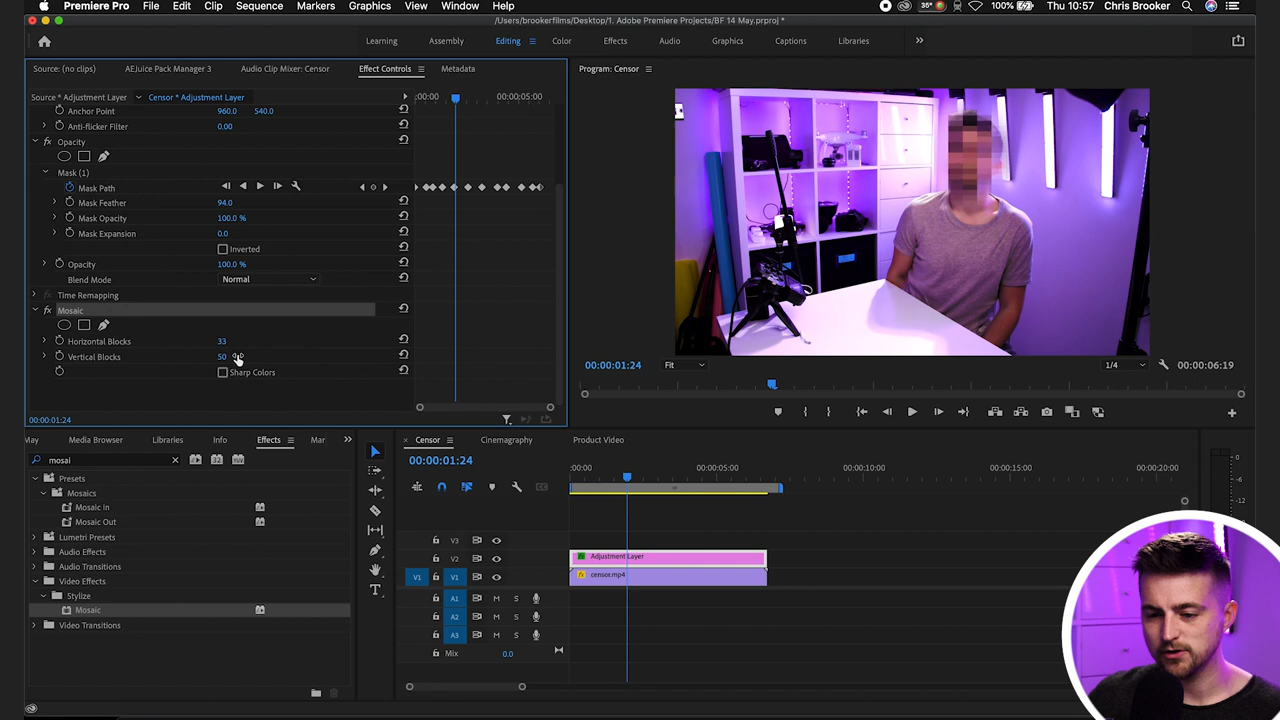 Premiere Pro File Edit Clip Sequence Markers Graphics View Window Help 35° 100% Thu 10:57 Chris Brooker
/Users/brookerfilms/Desktop/1. Adobe Premiere Projects/BF 14 May.prproj *
Learning Assembly Editing Color Effects Audio Graphics Captions Libraries
Source: (no clips) AEJuice Pack Manager 3 Audio Clip Mixer: Censor Effect Controls Metadata
Program: Censor
Source * Adjustment Layer Censor * Adjustment Layer
:00:00 00:00:05:00
Anchor Point 960.0 540.0
Anti-flicker Filter 0.00
fx Opacity
Mask (1)
Mask Path
Mask Feather 94.0
Mask Opacity 100.0 %
Mask Expansion 0.0
Inverted
Opacity 100.0 %
Blend Mode Normal
Time Remapping
fx Mosaic
Horizontal Blocks 33
Vertical Blocks 50
Sharp Colors
00:00:01:24
00:00:01:24 Fit 1/4 00:00:06:19
May Media Browser Libraries Info Effects Mar
mosai
Presets
Mosaics
Mosaic In
Mosaic Out
Lumetri Presets
Audio Effects
Audio Transitions
Video Effects
Stylize
Mosaic
Video Transitions
× Censor Cinemagraphy Product Video
00:00:01:24
:00:00 00:00:05:00 00:00:10:00 00:00:15:00 00:00:20:00
V3
V2 Adjustment Layer
V1 V1 censor.mp4
A1 M S
A2 M S
A3 M S
Mix 0.0
0
-6
-12